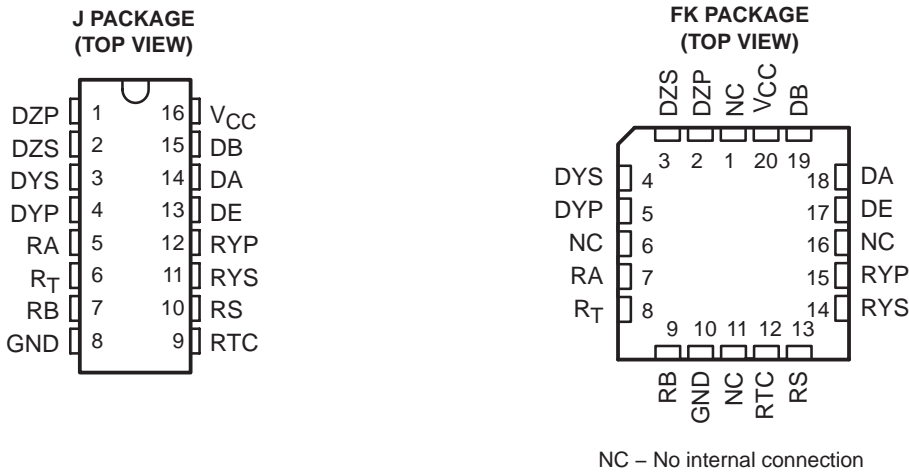 J PACKAGE
(TOP VIEW)
DZP 1 16 VCC
DZS 2 15 DB
DYS 3 14 DA
DYP 4 13 DE
RA 5 12 RYP
RT 6 11 RYS
RB 7 10 RS
GND 8 9 RTC
FK PACKAGE
(TOP VIEW)
DZS DZP NC VCC DB
3 2 1 20 19
DYS 4 18 DA
DYP 5 17 DE
NC 6 16 NC
RA 7 15 RYP
RT 8 14 RYS
9 10 11 12 13
RB GND NC RTC RS
NC – No internal connection